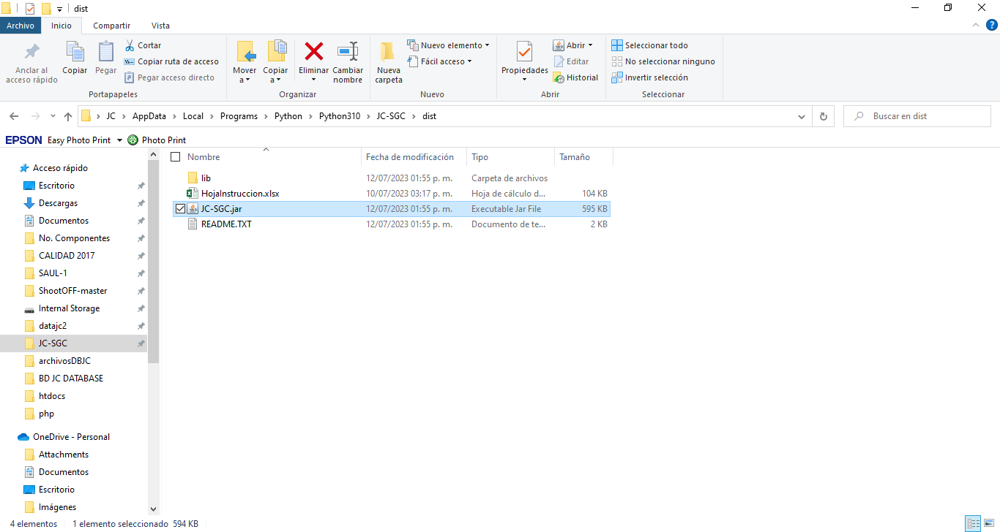 dist
Archivo Inicio Compartir Vista
Anclar al acceso rápido
Copiar
Pegar
Cortar
Copiar ruta de acceso
Pegar acceso directo
Portapapeles
Mover a
Copiar a
Eliminar
Cambiar nombre
Organizar
Nueva carpeta
Nuevo elemento
Fácil acceso
Nuevo
Propiedades
Abrir
Editar
Historial
Abrir
Seleccionar todo
No seleccionar ninguno
Invertir selección
Seleccionar
JC > AppData > Local > Programs > Python > Python310 > JC-SGC > dist
Buscar en dist
EPSON Easy Photo Print Photo Print
Acceso rápido
Escritorio
Descargas
Documentos
No. Componentes
CALIDAD 2017
SAUL-1
ShootOFF-master
Internal Storage
datajc2
JC-SGC
archivosDBJC
BD JC DATABASE
htdocs
php
OneDrive - Personal
Attachments
Documentos
Escritorio
Imágenes
Nombre Fecha de modificación Tipo Tamaño
lib 12/07/2023 01:55 p. m. Carpeta de archivos
HojaInstruccion.xlsx 10/07/2023 03:17 p. m. Hoja de cálculo d... 104 KB
JC-SGC.jar 12/07/2023 01:55 p. m. Executable Jar File 595 KB
README.TXT 12/07/2023 01:55 p. m. Documento de te... 2 KB
4 elementos 1 elemento seleccionado 594 KB